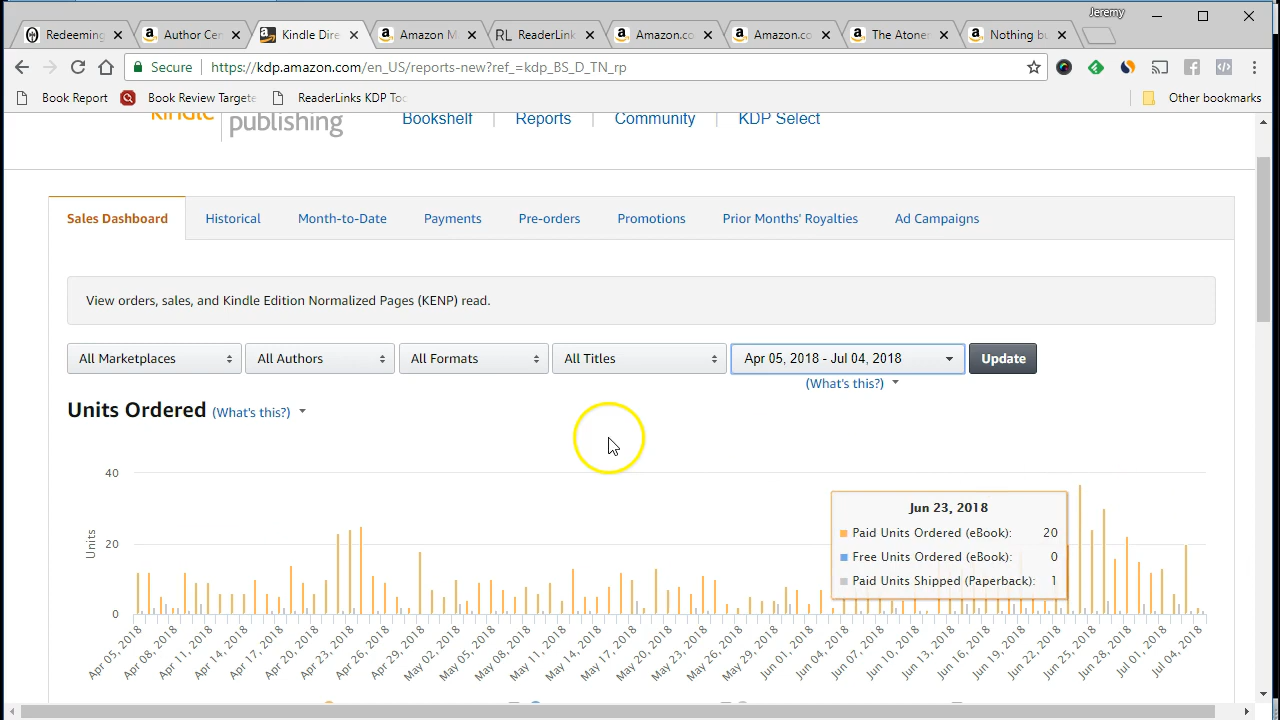 Jeremy
Redeeming
Author Cen
Kindle Dire
Amazon M
RL ReaderLink
Amazon.co
Amazon.co
The Atone
Nothing bu
Secure https://kdp.amazon.com/en_US/reports-new?ref_=kdp_BS_D_TN_rp
Book Report Book Review Targete ReaderLinks KDP Too Other bookmarks
kindle
publishing
Bookshelf Reports Community KDP Select
Sales Dashboard Historical Month-to-Date Payments Pre-orders Promotions Prior Months' Royalties Ad Campaigns
View orders, sales, and Kindle Edition Normalized Pages (KENP) read.
All Marketplaces All Authors All Formats All Titles Apr 05, 2018 - Jul 04, 2018 Update
(What's this?)
Units Ordered (What's this?)
40
20
0
Units
Jun 23, 2018
Paid Units Ordered (eBook): 20
Free Units Ordered (eBook): 0
Paid Units Shipped (Paperback): 1
Apr 05, 2018
Apr 08, 2018
Apr 11, 2018
Apr 14, 2018
Apr 17, 2018
Apr 20, 2018
Apr 23, 2018
Apr 26, 2018
Apr 29, 2018
May 02, 2018
May 05, 2018
May 08, 2018
May 11, 2018
May 14, 2018
May 17, 2018
May 20, 2018
May 23, 2018
May 26, 2018
May 29, 2018
Jun 01, 2018
Jun 04, 2018
Jun 07, 2018
Jun 10, 2018
Jun 13, 2018
Jun 16, 2018
Jun 19, 2018
Jun 22, 2018
Jun 25, 2018
Jun 28, 2018
Jul 01, 2018
Jul 04, 2018